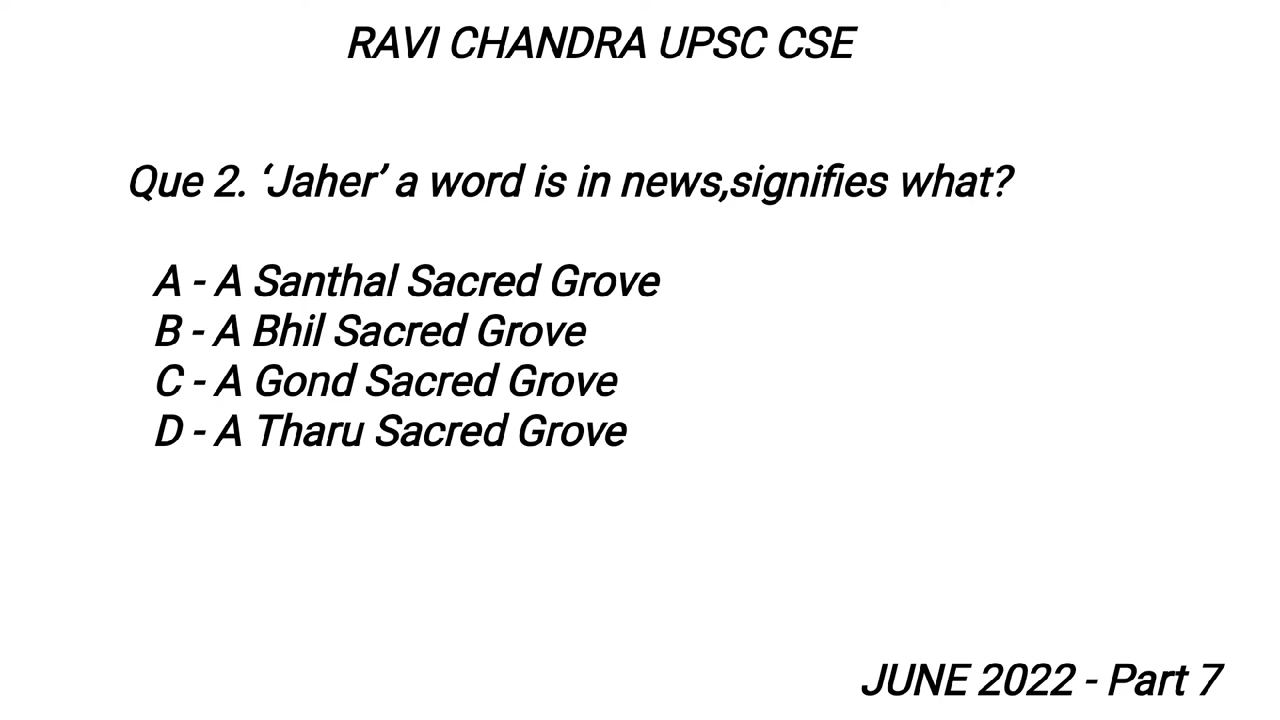 RAVI CHANDRA UPSC CSE
Que 2. ‘Jaher’ a word is in news,signifies what?
A - A Santhal Sacred Grove
B - A Bhil Sacred Grove
C - A Gond Sacred Grove
D - A Tharu Sacred Grove
JUNE 2022 - Part 7